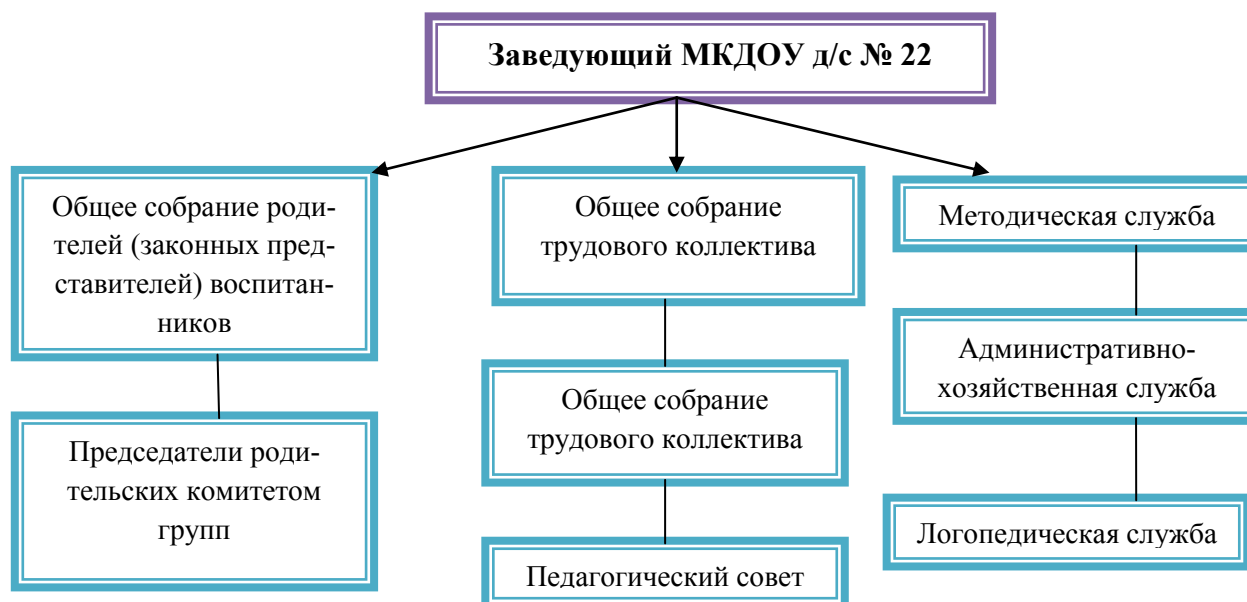 Заведующий МКДОУ д/с № 22
Общее собрание роди-
телей (законных пред-
ставителей) воспитан-
ников
Председатели роди-
тельских комитетом
групп
Общее собрание
трудового коллектива
Общее собрание
трудового коллектива
Педагогический совет
Методическая служба
Административно-
хозяйственная служба
Логопедическая служба